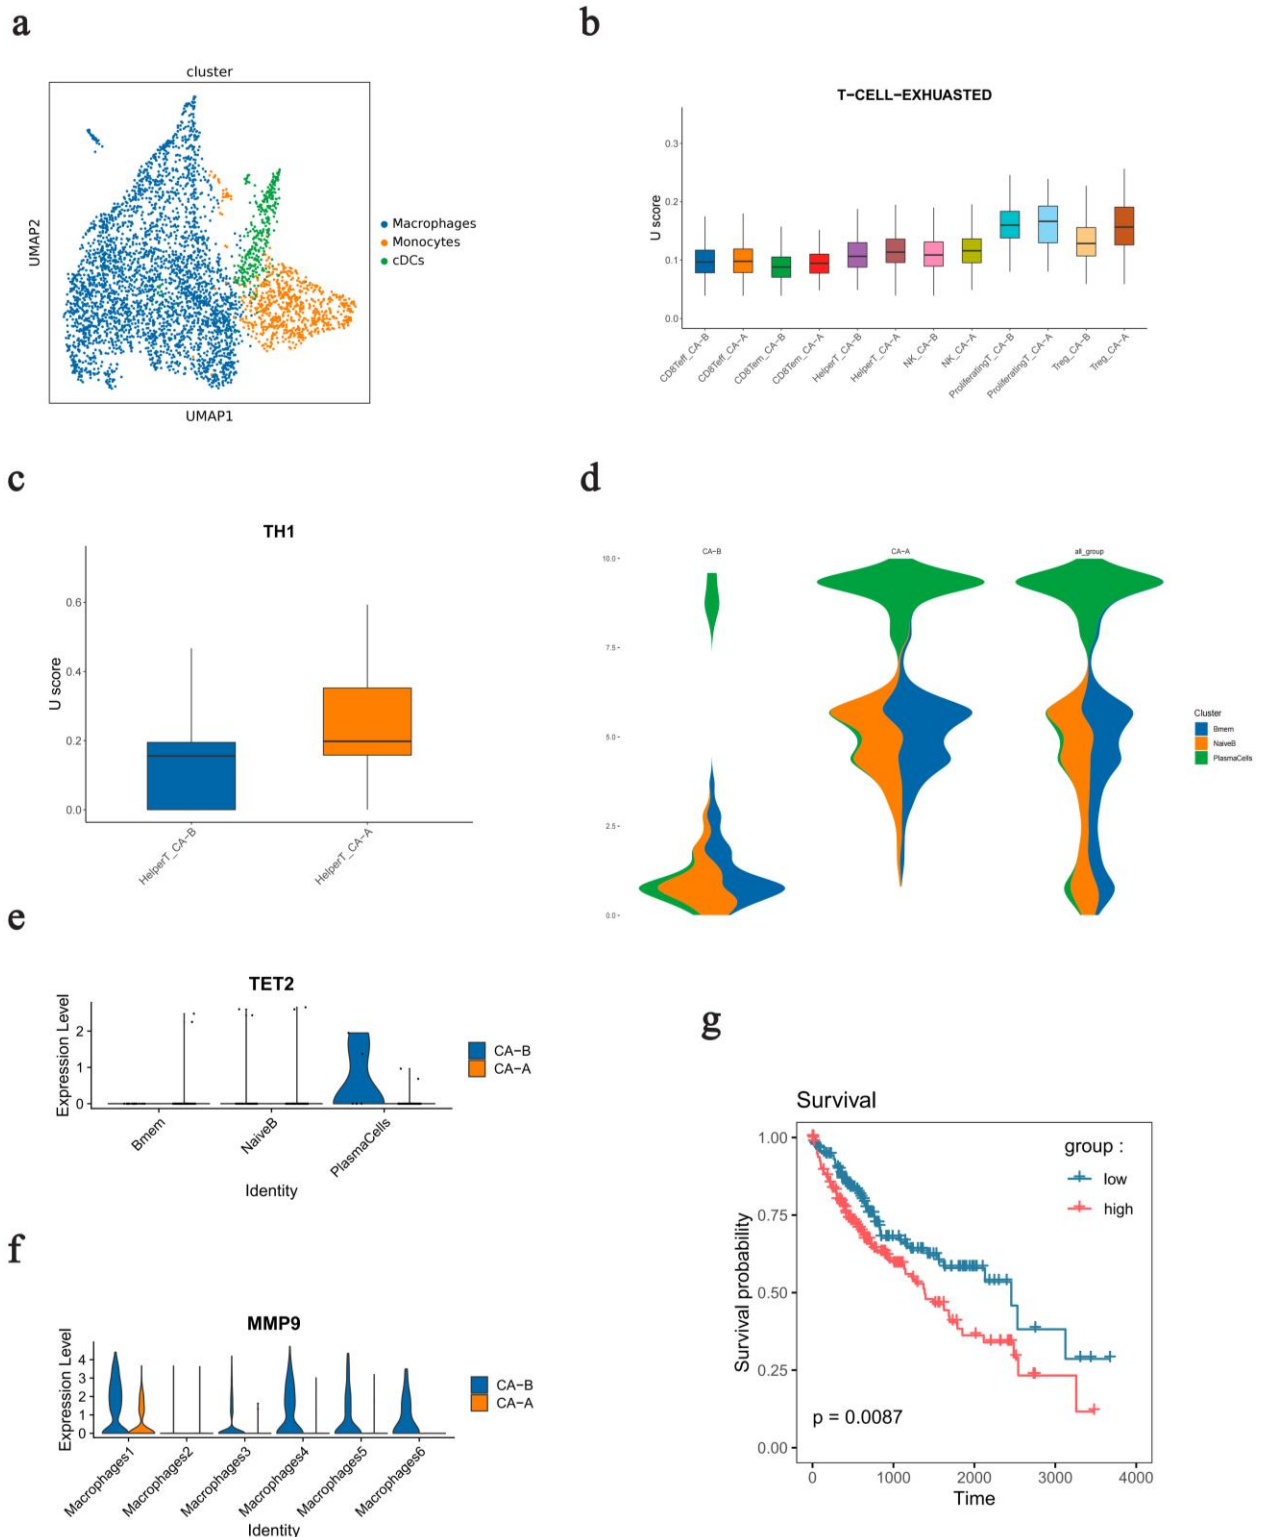 a
cluster
UMAP2
UMAP1
Macrophages
Monocytes
cDCs
b
T-CELL-EXHUASTED
U score
0.3
0.2
0.1
0.0
CD8Teff_CA-B
CD8Teff_CA-A
CD8Tem_CA-B
CD8Tem_CA-A
HelperT_CA-B
HelperT_CA-A
NK_CA-B
NK_CA-A
ProliferatingT_CA-B
ProliferatingT_CA-A
Treg_CA-B
Treg_CA-A
c
TH1
U score
0.6
0.4
0.2
0.0
HelperT_CA-B
HelperT_CA-A
d
CA-B
CA-A
all_group
10.0
7.5
5.0
2.5
0.0
Cluster
Bmem
NaiveB
PlasmaCells
e
TET2
Expression Level
2
1
0
Bmem
NaiveB
PlasmaCells
Identity
CA-B
CA-A
f
MMP9
Expression Level
4
3
2
1
0
Macrophages1
Macrophages2
Macrophages3
Macrophages4
Macrophages5
Macrophages6
Identity
CA-B
CA-A
g
Survival
Survival probability
1.00
0.75
0.50
0.25
0.00
group :
low
high
p = 0.0087
0
1000
2000
3000
4000
Time